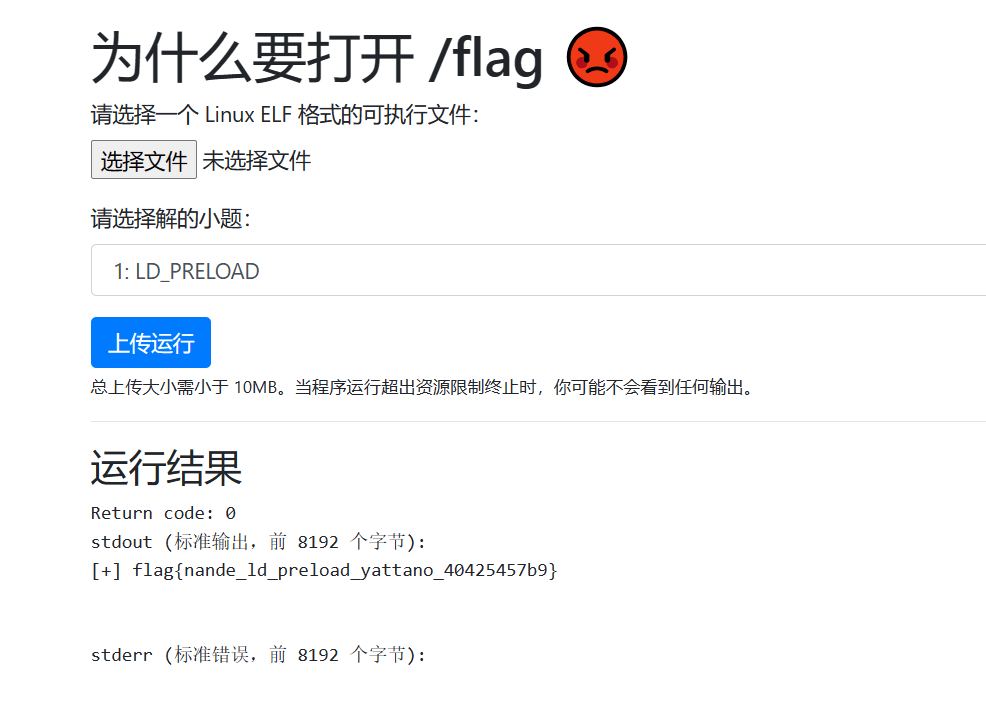 为什么要打开 /flag 😡
请选择一个 Linux ELF 格式的可执行文件：
选择文件 未选择文件
请选择解的小题：
1: LD_PRELOAD
上传运行
总上传大小需小于 10MB。当程序运行超出资源限制终止时，你可能不会看到任何输出。
运行结果
Return code: 0
stdout (标准输出，前 8192 个字节):
[+] flag{nande_ld_preload_yattano_40425457b9}
stderr (标准错误，前 8192 个字节):